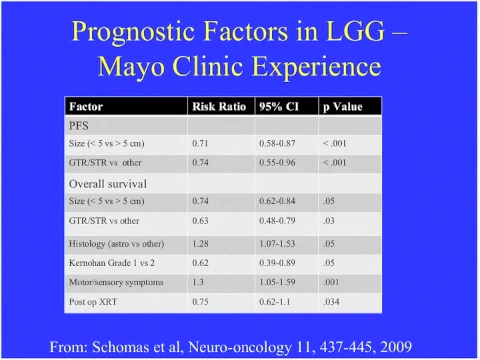 Prognostic Factors in LGG –
Mayo Clinic Experience
Factor Risk Ratio 95% CI p Value
PFS
Size (< 5 vs > 5 cm) 0.71 0.58-0.87 < .001
GTR/STR vs other 0.74 0.55-0.96 < .001
Overall survival
Size (< 5 vs > 5 cm) 0.74 0.62-0.84 .05
GTR/STR vs other 0.63 0.48-0.79 .03
Histology (astro vs other) 1.28 1.07-1.53 .05
Kernohan Grade 1 vs 2 0.62 0.39-0.89 .05
Motor/sensory symptoms 1.3 1.05-1.59 .001
Post op XRT 0.75 0.62-1.1 .034
From: Schomas et al, Neuro-oncology 11, 437-445, 2009